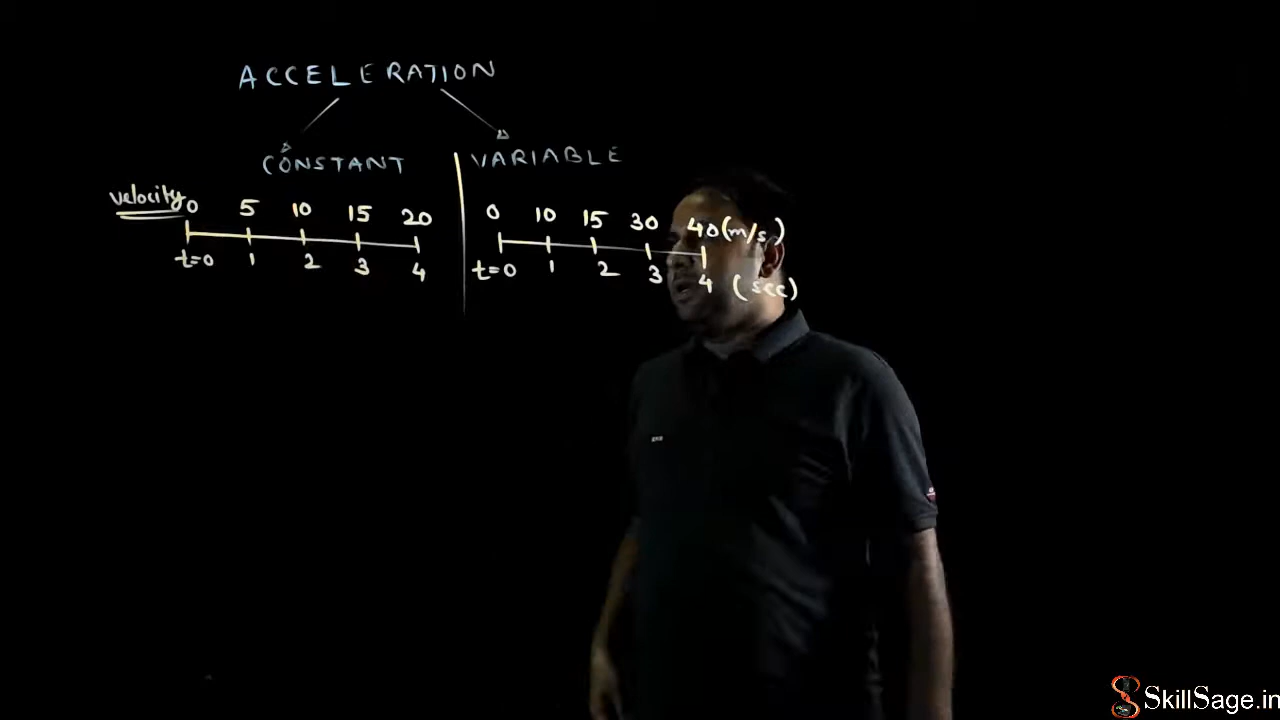 ACCELERATION
CONSTANT
VARIABLE
velocity
0 5 10 15 20
t=0 1 2 3 4
0 10 15 30 40 (m/s)
t=0 1 2 3 4 (sec)
SkillSage.in